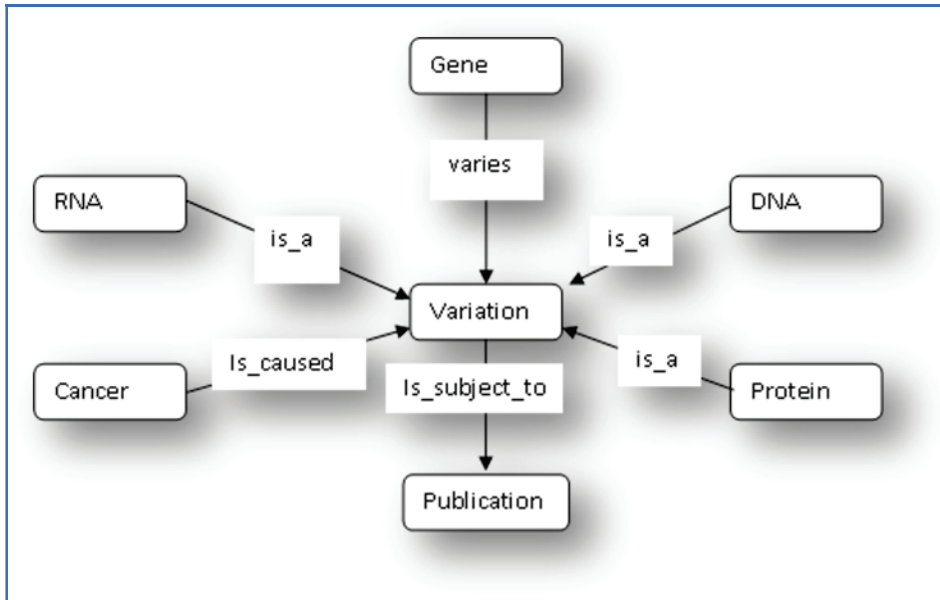 Gene
varies
RNA
DNA
is_a
is_a
Variation
Is_caused
is_a
Cancer
Is_subject_to
Protein
Publication